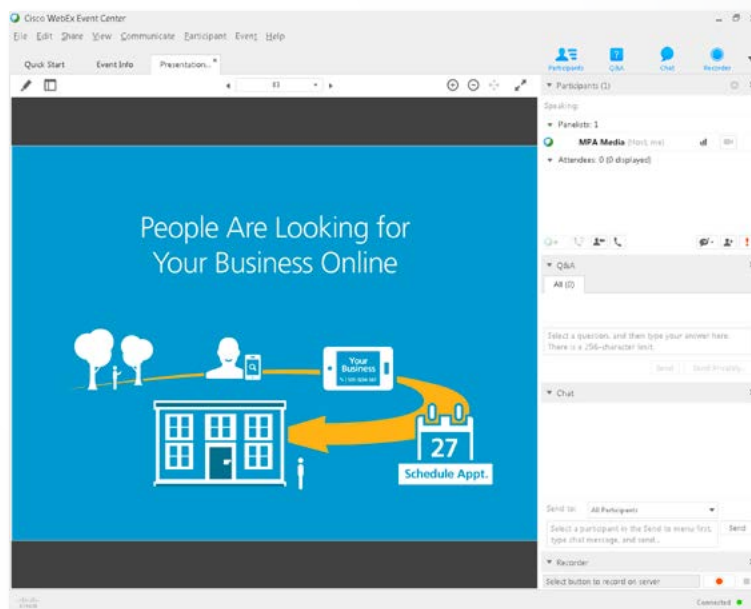 Cisco WebEx Event Center
File Edit Share View Communicate Participant Event Help
Quick Start Event Info Presentation...
Participants Q&A Chat Recorder
Participants (1)
Speaking:
Panelists: 1
MPA Media (Host, me)
Attendees: 0 (0 displayed)
People Are Looking for
Your Business Online
Your
Business
27
Schedule Appt.
Q&A
All (0)
Select a question, and then type your answer here.
There is a 256-character limit.
Send Send Privately...
Chat
Send to: All Participants
Select a participant in the Send to menu first,
type chat message, and send...
Send
Recorder
Select button to record on server
Connected